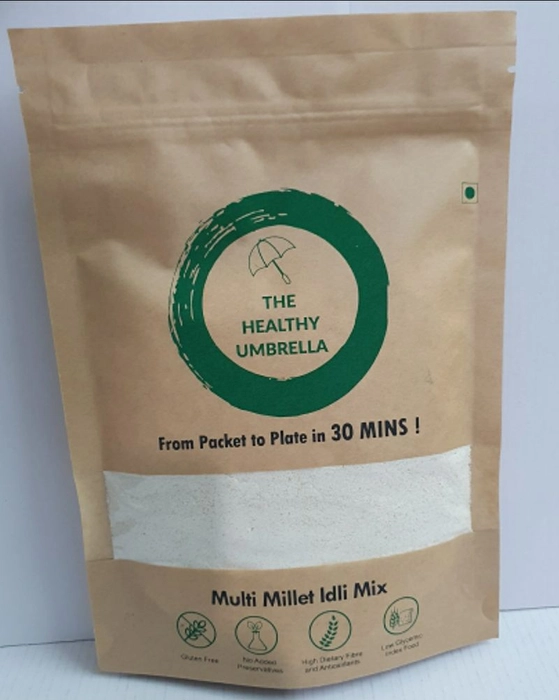 THE
HEALTHY
UMBRELLA
From Packet to Plate in 30 MINS !
Multi Millet Idli Mix
Gluten Free
No Added
Preservatives
High Dietary Fibre
and Antioxidants
Low Glycemic
Index Food